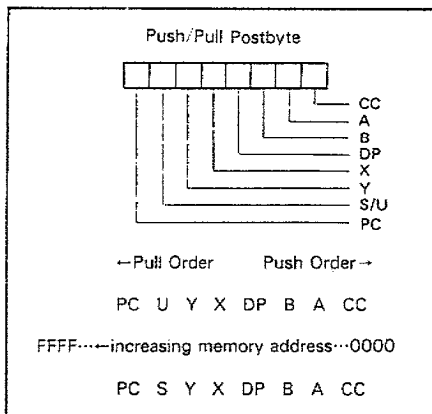 Push/Pull Postbyte
CC
A
B
DP
X
Y
S/U
PC
←Pull Order Push Order→
PC U Y X DP B A CC
FFFF···←increasing memory address···0000
PC S Y X DP B A CC